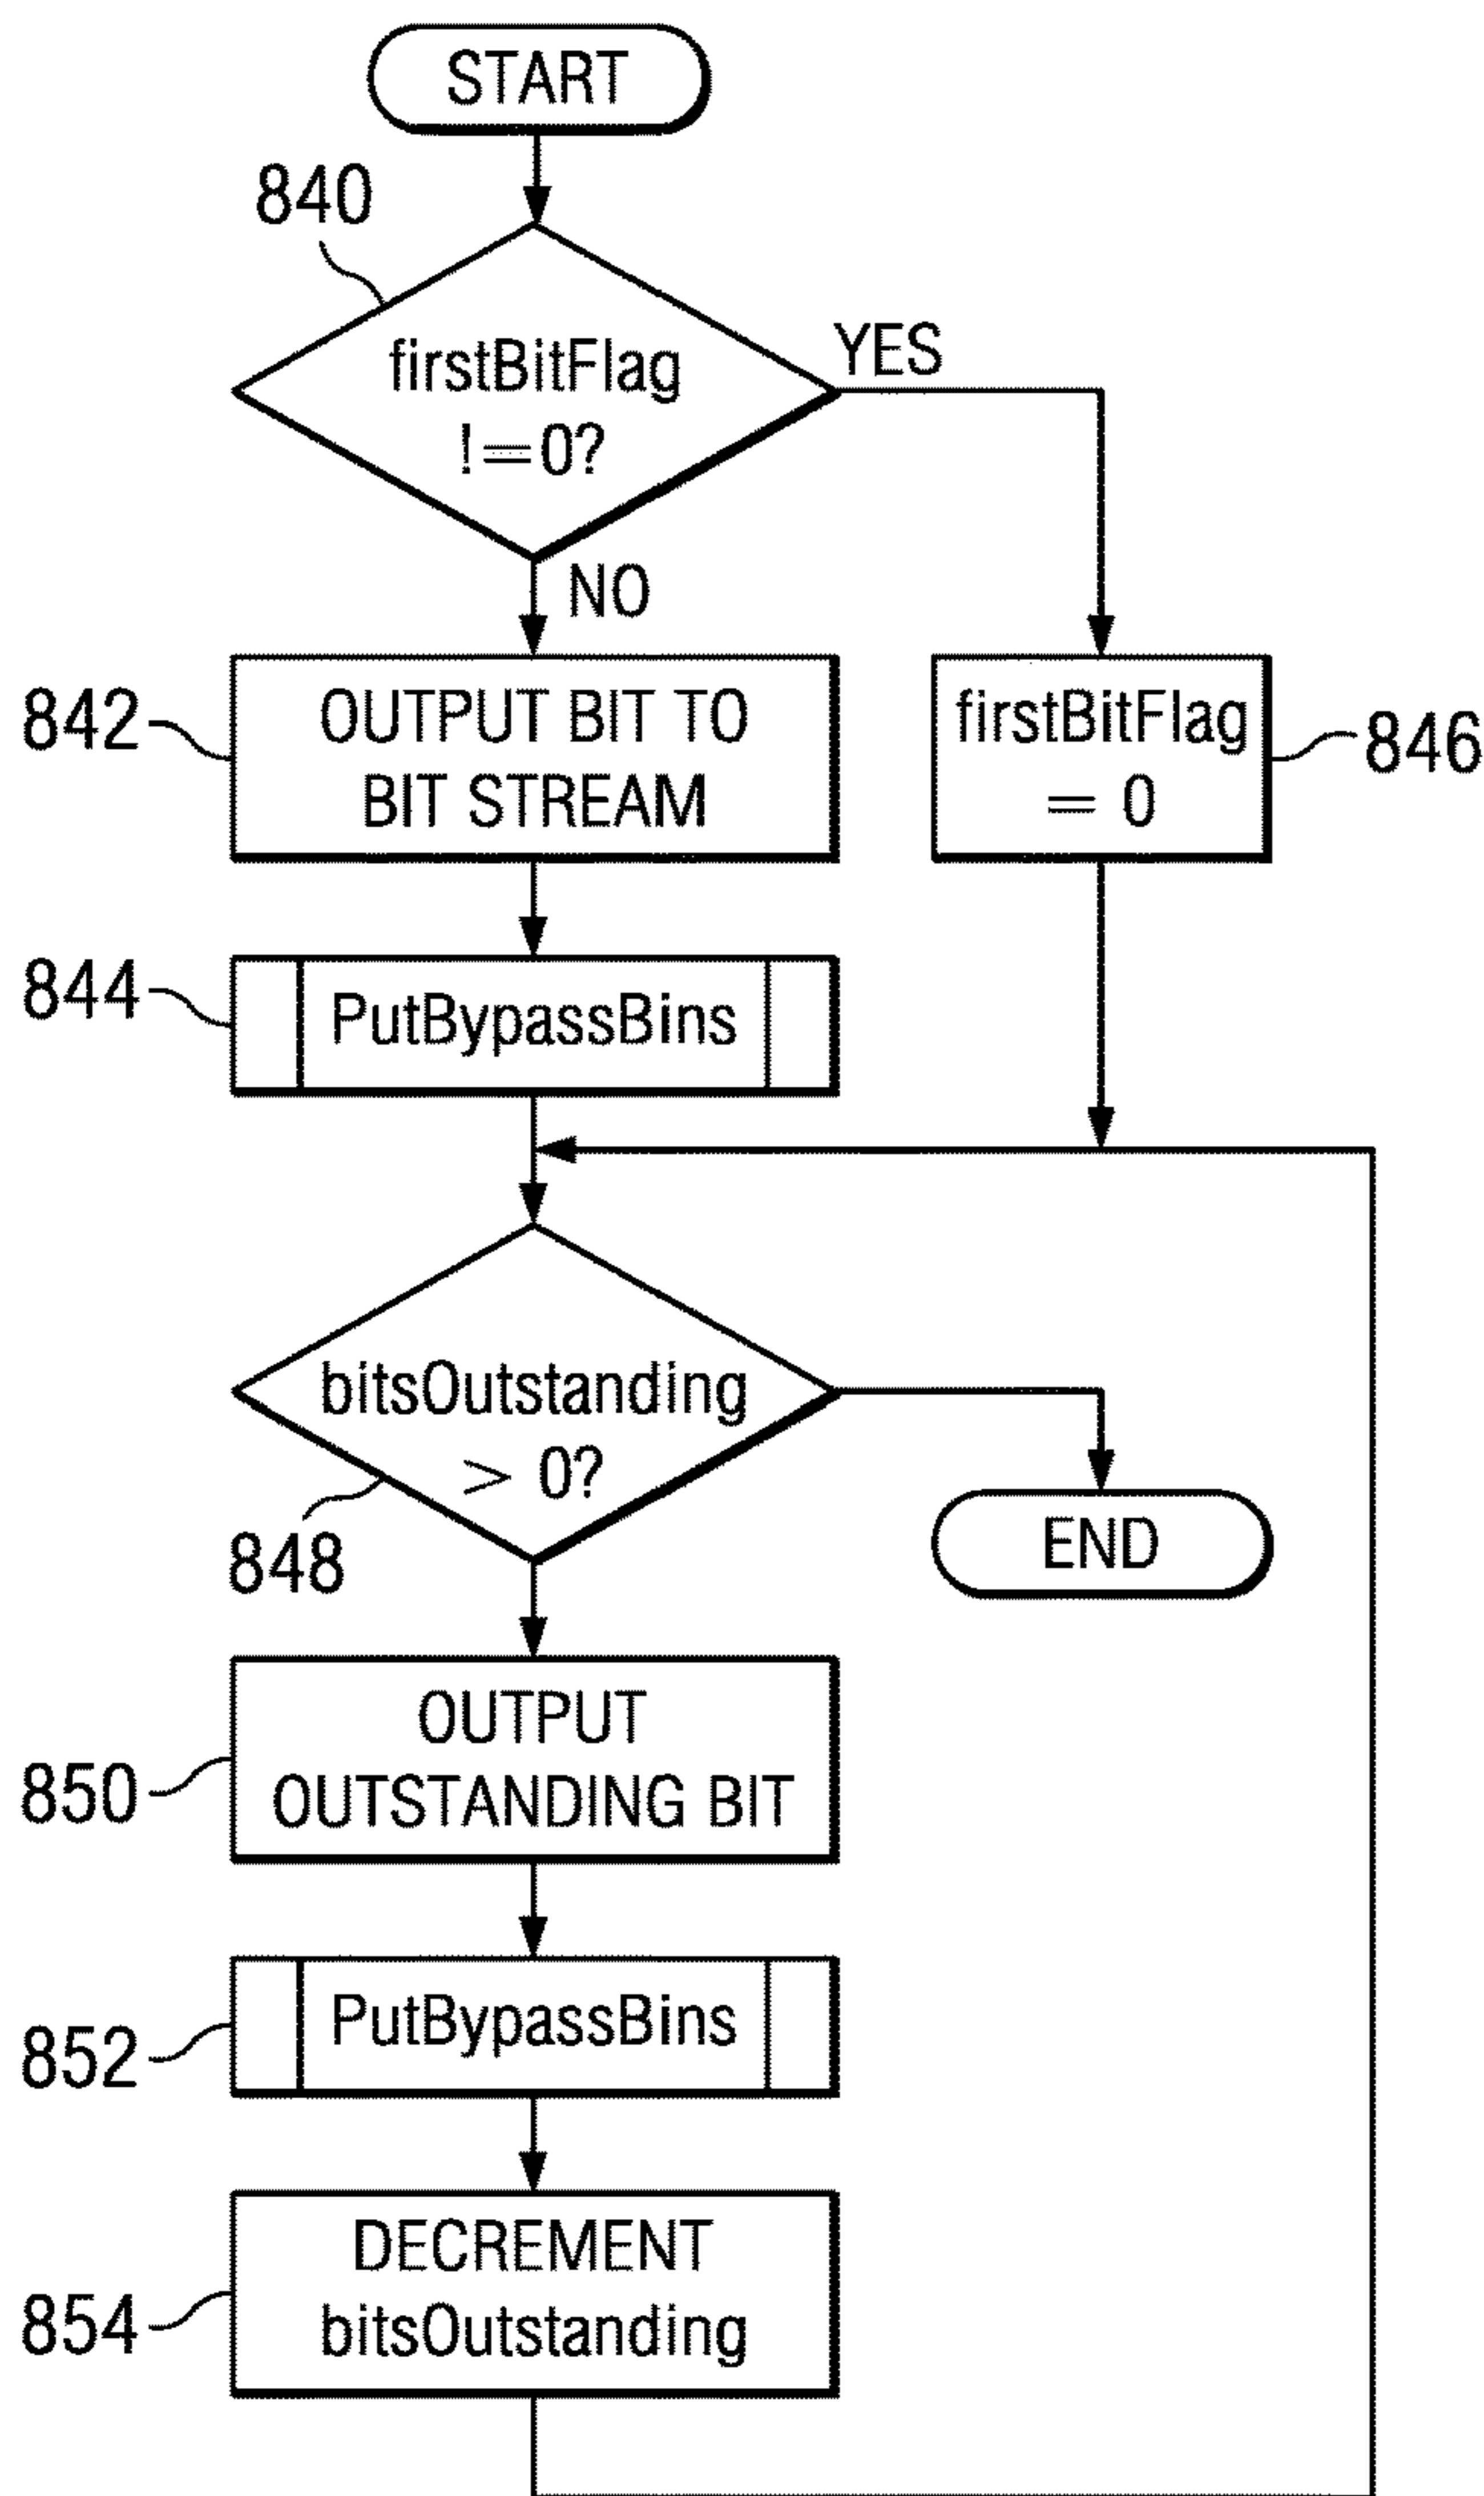 START
840
firstBitFlag
!=0?
YES
NO
842
OUTPUT BIT TO
BIT STREAM
firstBitFlag
= 0
846
844
PutBypassBins
bitsOutstanding
> 0?
848
END
850
OUTPUT
OUTSTANDING BIT
852
PutBypassBins
854
DECREMENT
bitsOutstanding